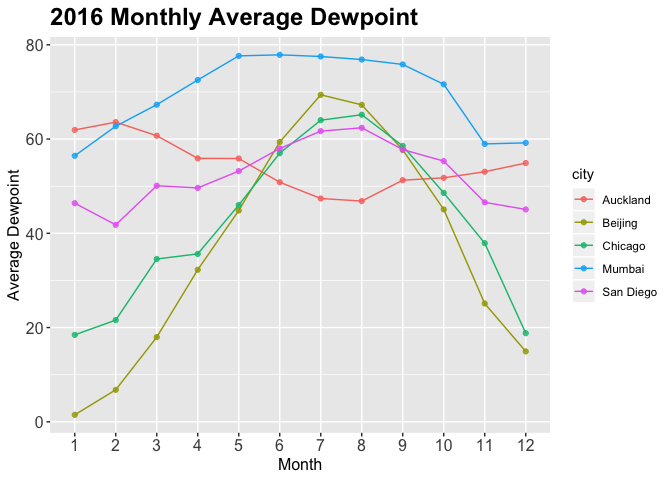 2016 Monthly Average Dewpoint
Average Dewpoint
80
60
40
20
0
1 2 3 4 5 6 7 8 9 10 11 12
Month
city
Auckland
Beijing
Chicago
Mumbai
San Diego